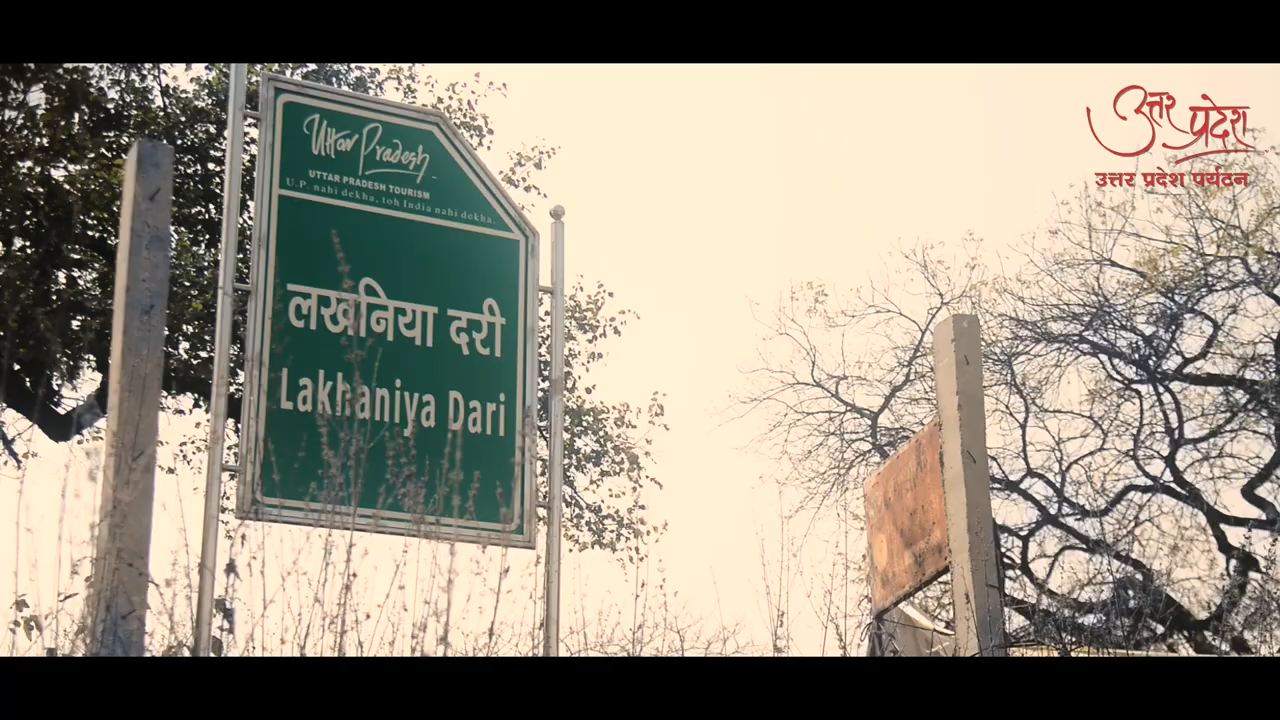 Uttar Pradesh
UTTAR PRADESH TOURISM
U.P. nahi dekha, toh India nahi dekha.
लखनिया दरी
Lakhaniya Dari
उत्तर प्रदेश
उत्तर प्रदेश पर्यटन